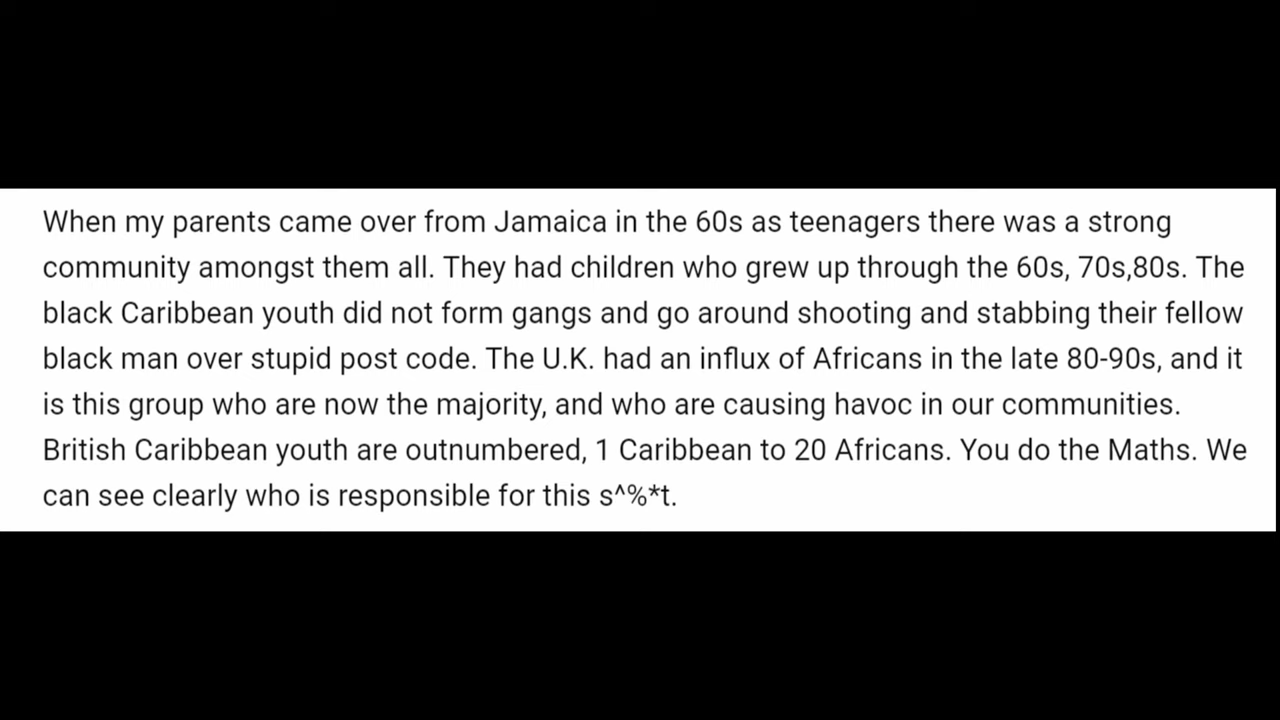 When my parents came over from Jamaica in the 60s as teenagers there was a strong
community amongst them all. They had children who grew up through the 60s, 70s,80s. The
black Caribbean youth did not form gangs and go around shooting and stabbing their fellow
black man over stupid post code. The U.K. had an influx of Africans in the late 80-90s, and it
is this group who are now the majority, and who are causing havoc in our communities.
British Caribbean youth are outnumbered, 1 Caribbean to 20 Africans. You do the Maths. We
can see clearly who is responsible for this s^%*t.